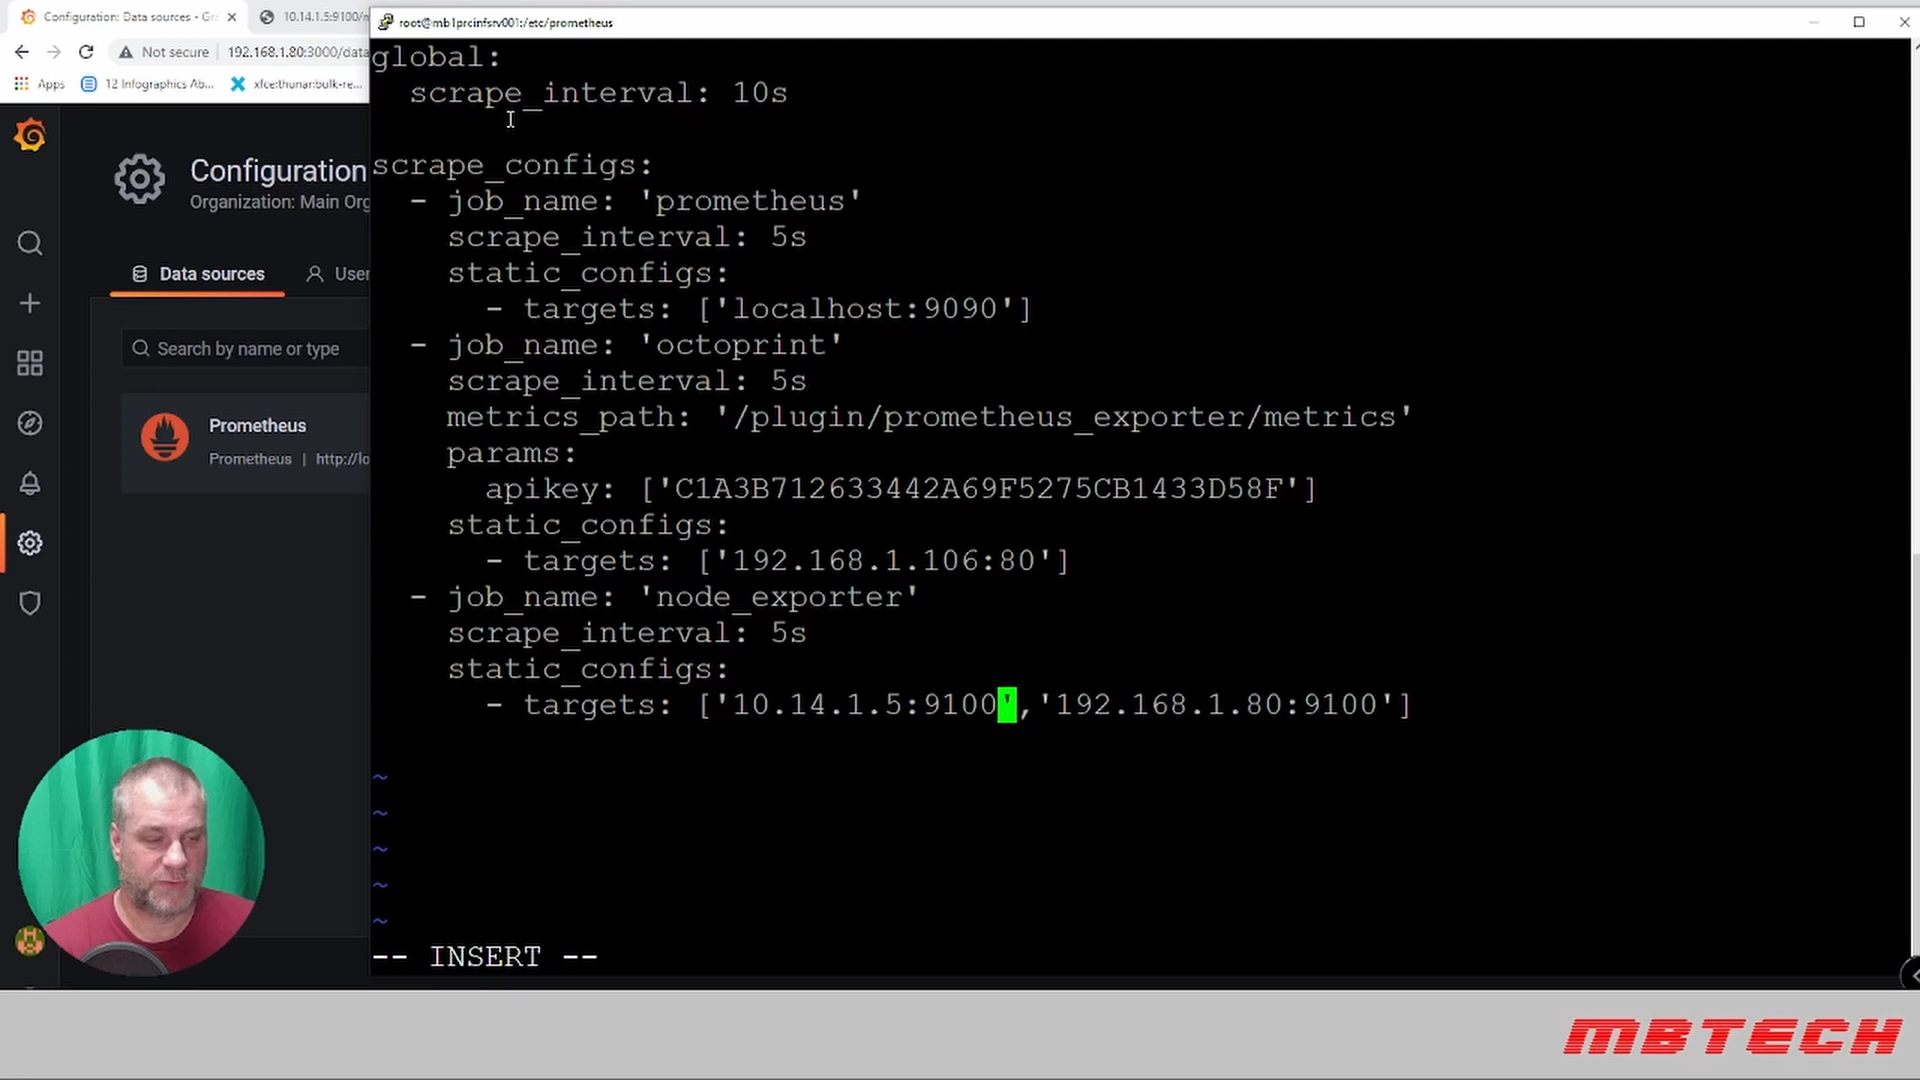 Configuration: Data sources - Gr
10.14.1.5:9100/m
root@mb1prcinfsrv001:/etc/prometheus
Not secure
192.168.1.80:3000/data
Apps
12 Infographics Ab...
xfce:thunar:bulk-re...
Configuration
Organization: Main Org
Data sources
User
Search by name or type
Prometheus
Prometheus | http://lo
global:
  scrape_interval: 10s
scrape_configs:
  - job_name: 'prometheus'
    scrape_interval: 5s
    static_configs:
      - targets: ['localhost:9090']
  - job_name: 'octoprint'
    scrape_interval: 5s
    metrics_path: '/plugin/prometheus_exporter/metrics'
    params:
      apikey: ['C1A3B712633442A69F5275CB1433D58F']
    static_configs:
      - targets: ['192.168.1.106:80']
  - job_name: 'node_exporter'
    scrape_interval: 5s
    static_configs:
      - targets: ['10.14.1.5:9100','192.168.1.80:9100']
~
~
~
~
~
-- INSERT --
MBTECH